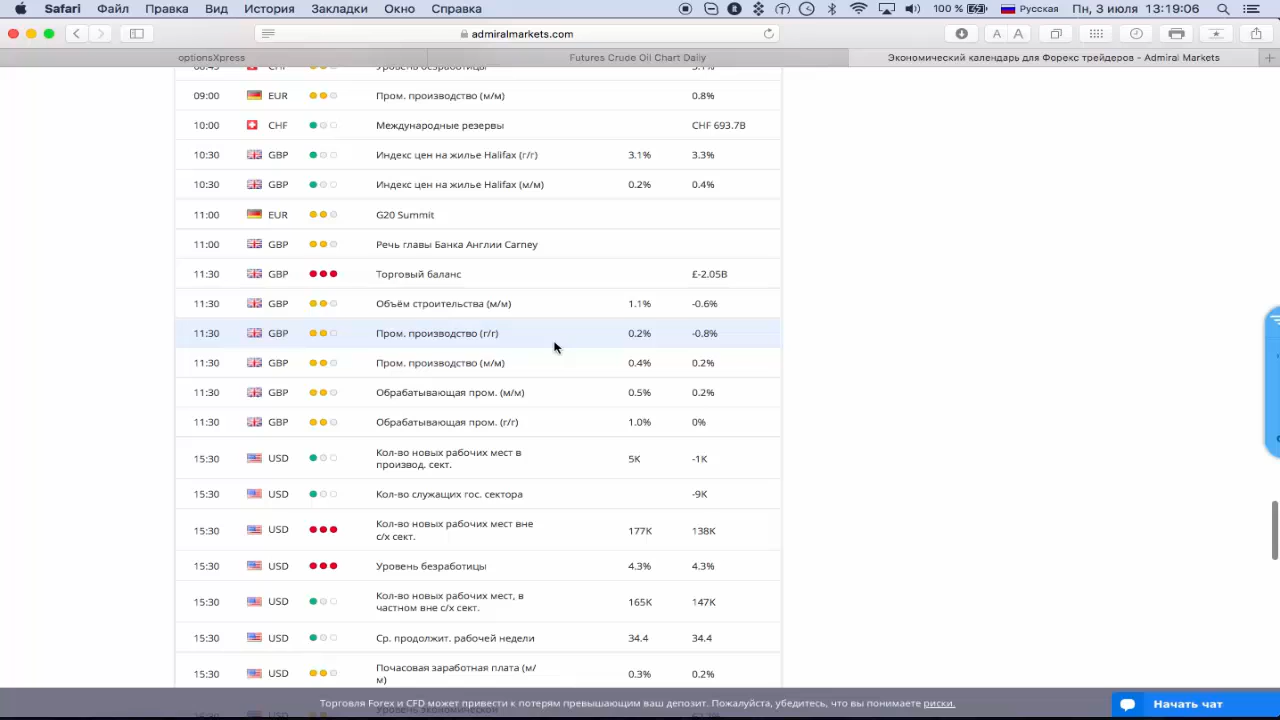 Safari Файл Правка Вид История Закладки Окно Справка 100 % Русская Пн, 3 июля 13:19:06
admiralmarkets.com
optionsXpress Futures Crude Oil Chart Daily Экономический календарь для Форекс трейдеров - Admiral Markets
09:00 EUR Пром. производство (м/м) 0.8%
10:00 CHF Международные резервы CHF 693.7B
10:30 GBP Индекс цен на жилье Halifax (г/г) 3.1% 3.3%
10:30 GBP Индекс цен на жилье Halifax (м/м) 0.2% 0.4%
11:00 EUR G20 Summit
11:00 GBP Речь главы Банка Англии Carney
11:30 GBP Торговый баланс £-2.05B
11:30 GBP Объём строительства (м/м) 1.1% -0.6%
11:30 GBP Пром. производство (г/г) 0.2% -0.8%
11:30 GBP Пром. производство (м/м) 0.4% 0.2%
11:30 GBP Обрабатывающая пром. (м/м) 0.5% 0.2%
11:30 GBP Обрабатывающая пром. (г/г) 1.0% 0%
15:30 USD Кол-во новых рабочих мест в 5K -1K
производ. сект.
15:30 USD Кол-во служащих гос. сектора -9K
15:30 USD Кол-во новых рабочих мест вне 177K 138K
с/х сект.
15:30 USD Уровень безработицы 4.3% 4.3%
15:30 USD Кол-во новых рабочих мест, в 165K 147K
частном вне с/х сект.
15:30 USD Ср. продолжит. рабочей недели 34.4 34.4
15:30 USD Почасовая заработная плата (м/ 0.3% 0.2%
м)
Торговля Forex и CFD может привести к потерям превышающим ваш депозит. Пожалуйста, убедитесь, что вы понимаете риски. Начать чат